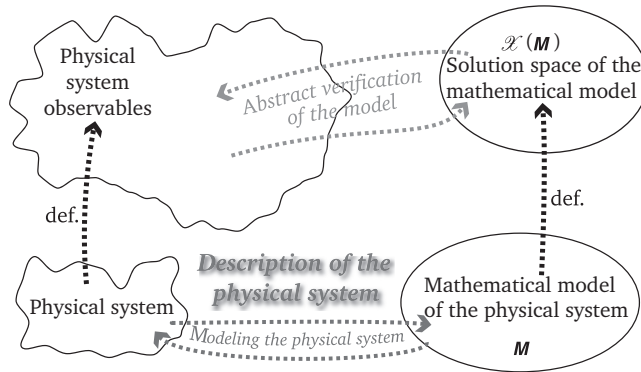 Physical
system
observables
𝒳 (M)
Solution space of the
mathematical model
Abstract verification
of the model
def.
def.
Description of the
physical system
Physical system
Mathematical model
of the physical system
M
Modeling the physical system